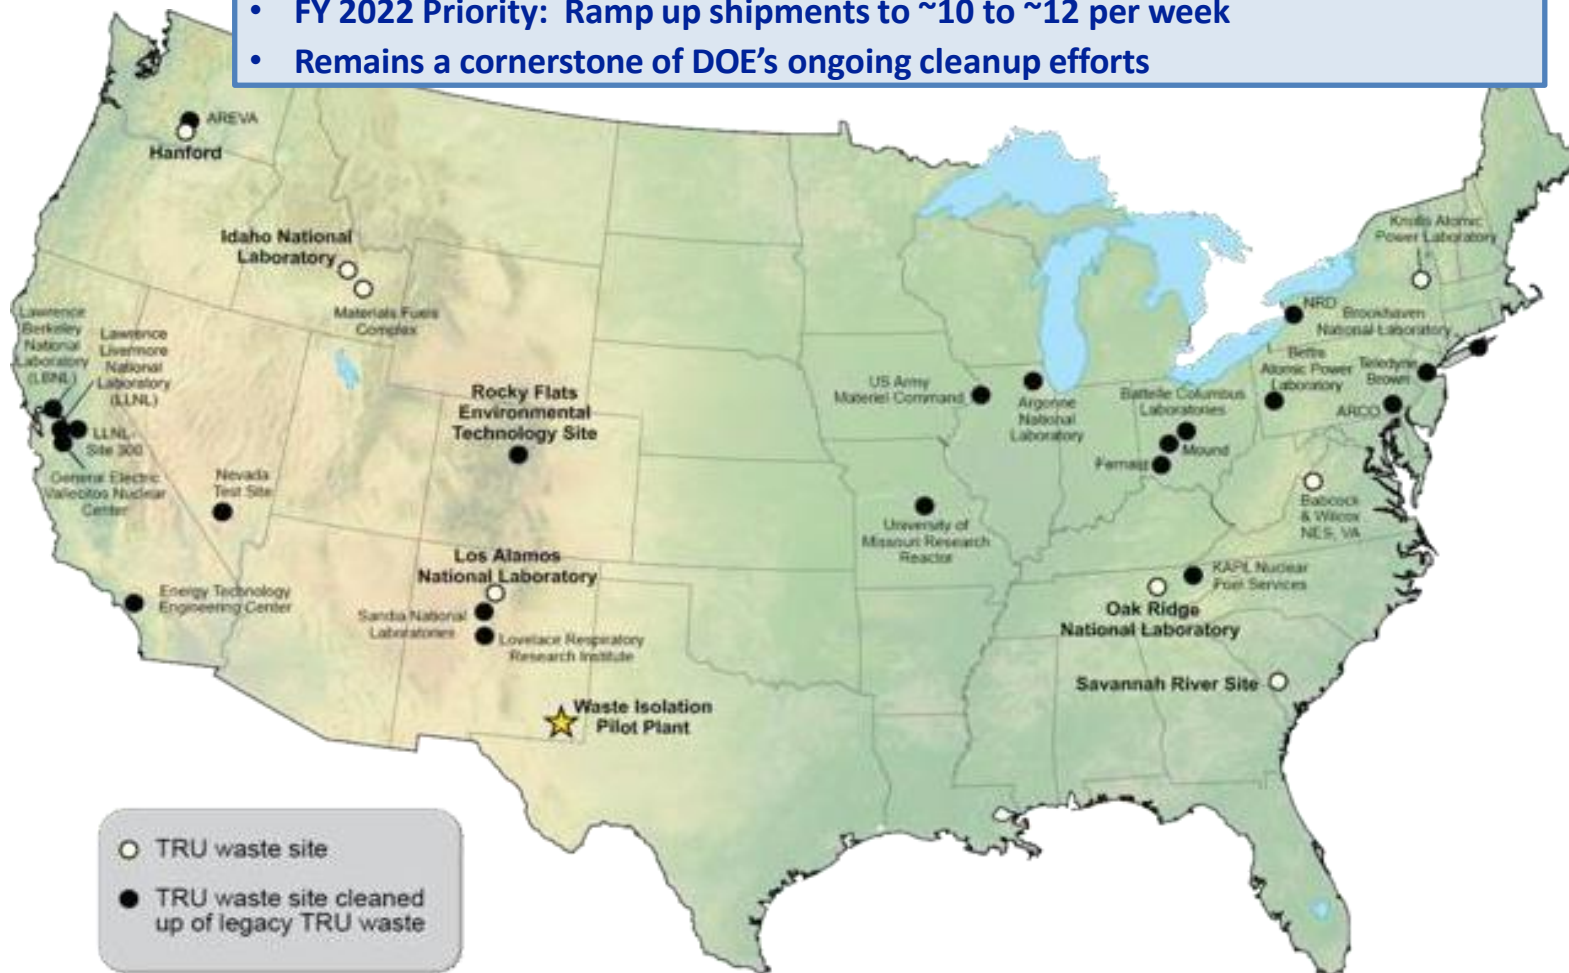 • FY 2022 Priority: Ramp up shipments to ~10 to ~12 per week
• Remains a cornerstone of DOE's ongoing cleanup efforts
AREVA
Hanford
Idaho National
Laboratory
Materials Fuels
Complex
Knolls Atomic
Power Laboratory
NRD
Brookhaven
National Laboratory
Bettis
Atomic Power
Laboratory
Teledyne
Brown
ARCO
Lawrence
Berkeley
National
Laboratory
(LBNL)
Lawrence
Livermore
National
Laboratory
(LLNL)
LLNL-
Site 300
General Electric
Vallecitos Nuclear
Center
Nevada
Test Site
Rocky Flats
Environmental
Technology Site
US Army
Materiel Command
Argonne
National
Laboratory
Battelle Columbus
Laboratories
Mound
Fernald
Babcock
& Wilcox
NES, VA
University of
Missouri Research
Reactor
Los Alamos
National Laboratory
Energy Technology
Engineering Center
Sandia National
Laboratories
Lovelace Respiratory
Research Institute
KAPL Nuclear
Fuel Services
Oak Ridge
National Laboratory
Savannah River Site
Waste Isolation
Pilot Plant
TRU waste site
TRU waste site cleaned
up of legacy TRU waste